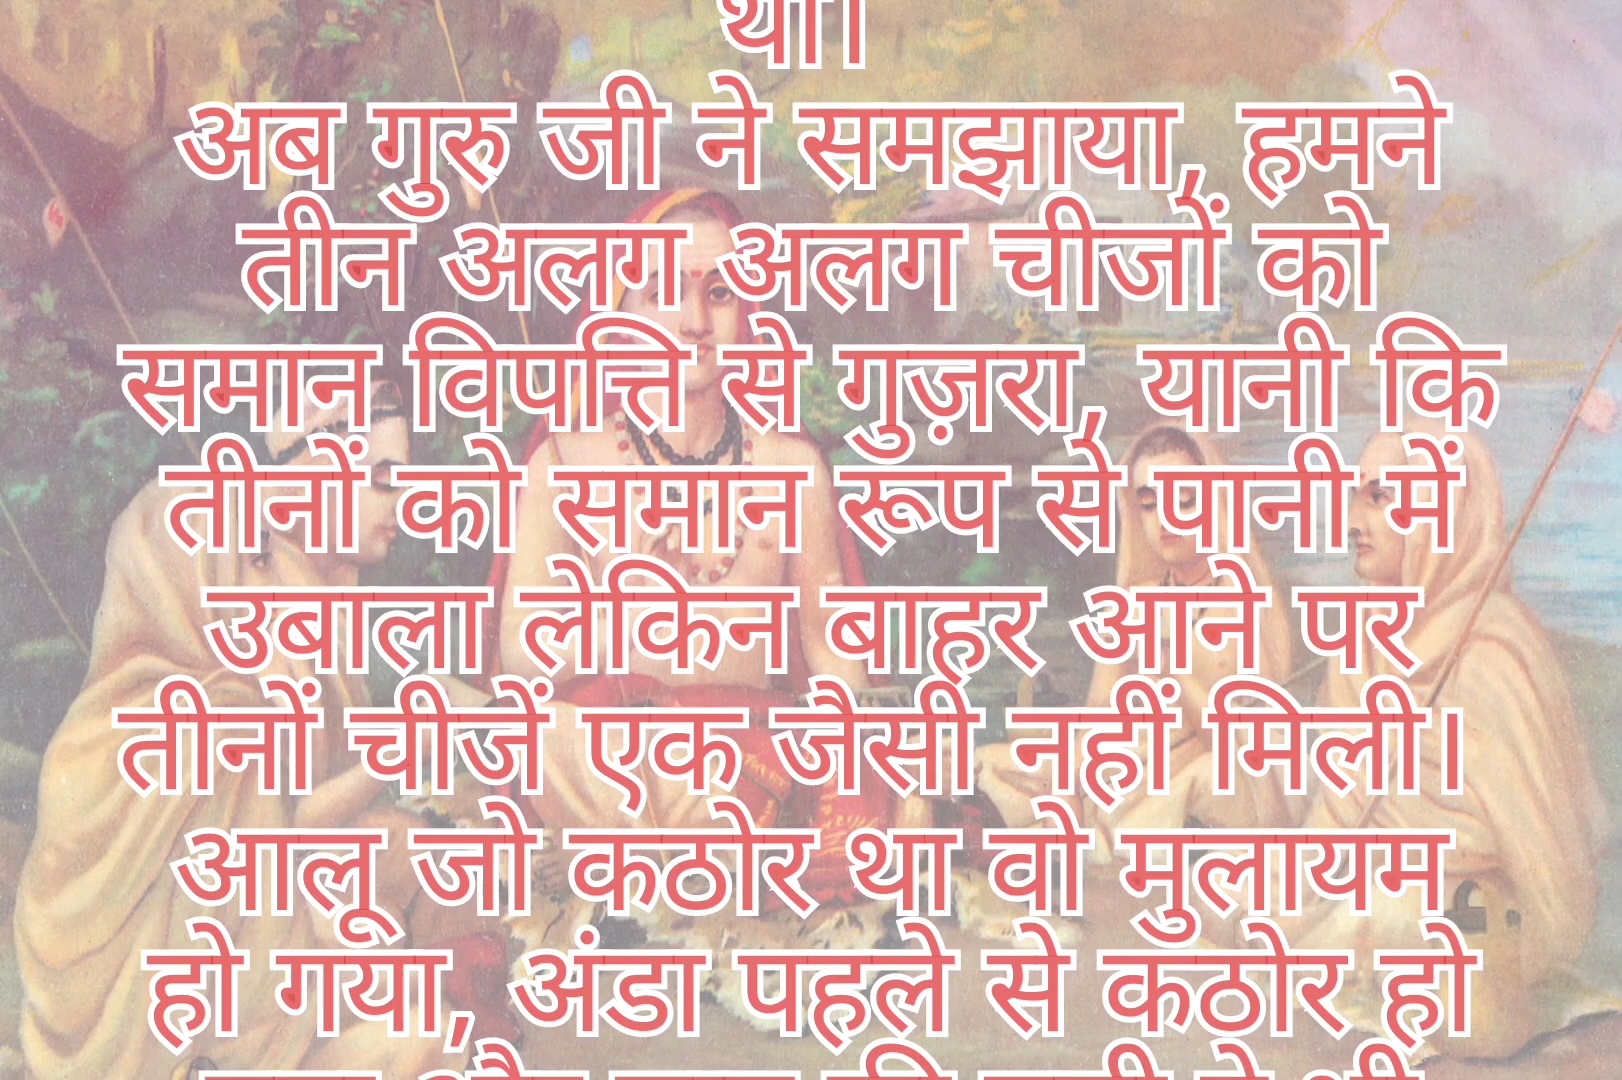 था।
अब गुरु जी ने समझाया, हमने
तीन अलग अलग चीजों को
समान विपत्ति से गुज़रा, यानी कि
तीनों को समान रूप से पानी में
उबाला लेकिन बाहर आने पर
तीनों चीजें एक जैसी नहीं मिली।
आलू जो कठोर था वो मुलायम
हो गया, अंडा पहले से कठोर हो